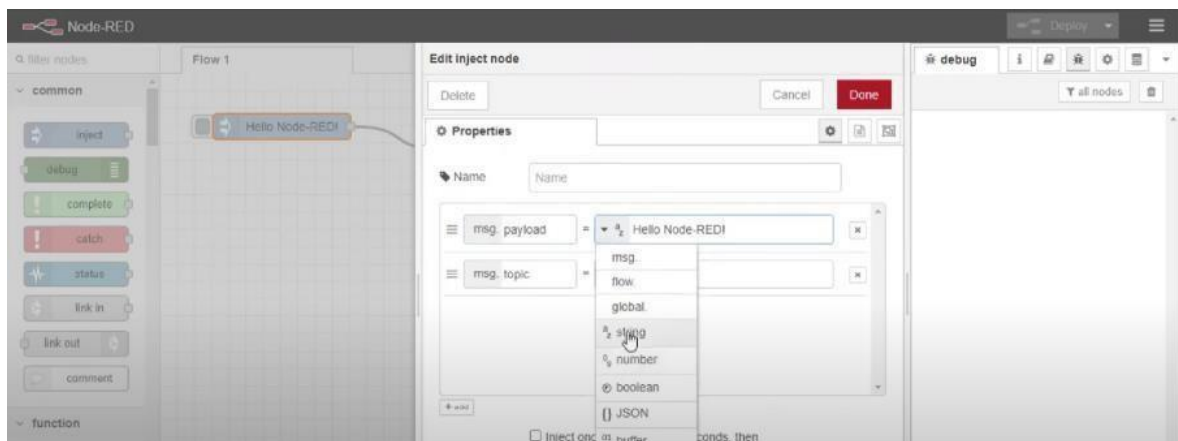 Node-RED
Deploy
filter nodes
common
inject
debug
complete
catch
status
link in
link out
comment
function
Flow 1
Hello Node-RED!
Edit inject node
Delete
Cancel
Done
Properties
Name
Name
msg. payload
=
Hello Node-RED!
msg. topic
=
msg.
flow.
global.
string
number
boolean
JSON
buffer
add
Inject once
conds, then
debug
all nodes